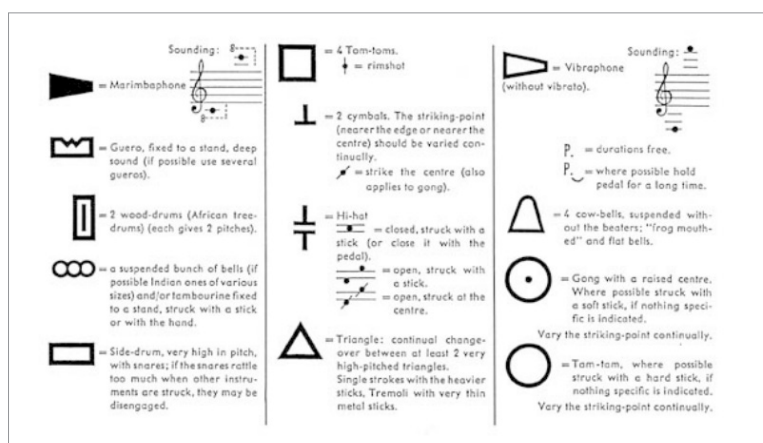 Sounding:
= Marimbaphone
= Guero, fixed to a stand, deep
sound (if possible use several
gueros).
= 2 wood-drums (African tree-
drums) (each gives 2 pitches).
= a suspended bunch of bells (if
possible Indian ones of various
sizes) and/or tambourine fixed
to a stand, struck with a stick
or with the hand.
= Side-drum, very high in pitch,
with snares; if the snares rattle
too much when other instru-
ments are struck, they may be
disengaged.
= 4 Tom-toms.
= rimshot
= 2 cymbals. The striking-point
(nearer the edge or nearer the
centre) should be varied con-
tinually.
= strike the centre (also
applies to gong).
= Hi-hat
= closed, struck with a
stick (or close it with the
pedal).
= open, struck with
a stick.
= open, struck at the
centre.
= Triangle: continual change-
over between at least 2 very
high-pitched triangles.
Single strokes with the heavier
sticks, Tremoli with very thin
metal sticks.
Sounding:
= Vibraphone
(without vibrato).
P. = durations free.
P. = where possible hold
pedal for a long time.
= 4 cow-bells, suspended with-
out the beaters; "frog mouth-
ed" and flat bells.
= Gong with a raised centre.
Where possible struck with
a soft stick, if nothing speci-
fic is indicated.
Vary the striking-point continually.
= Tam-tam, where possible
struck with a hard stick, if
nothing specific is indicated.
Vary the striking-point continually.